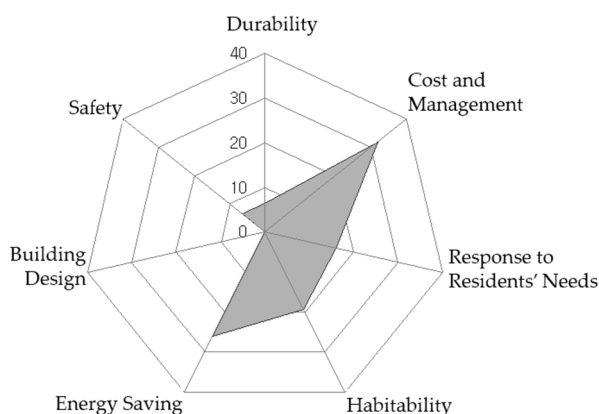 Durability
40
Cost and
Management
30
Safety
20
10
0
Response to
Residents’ Needs
Building
Design
Energy Saving
Habitability